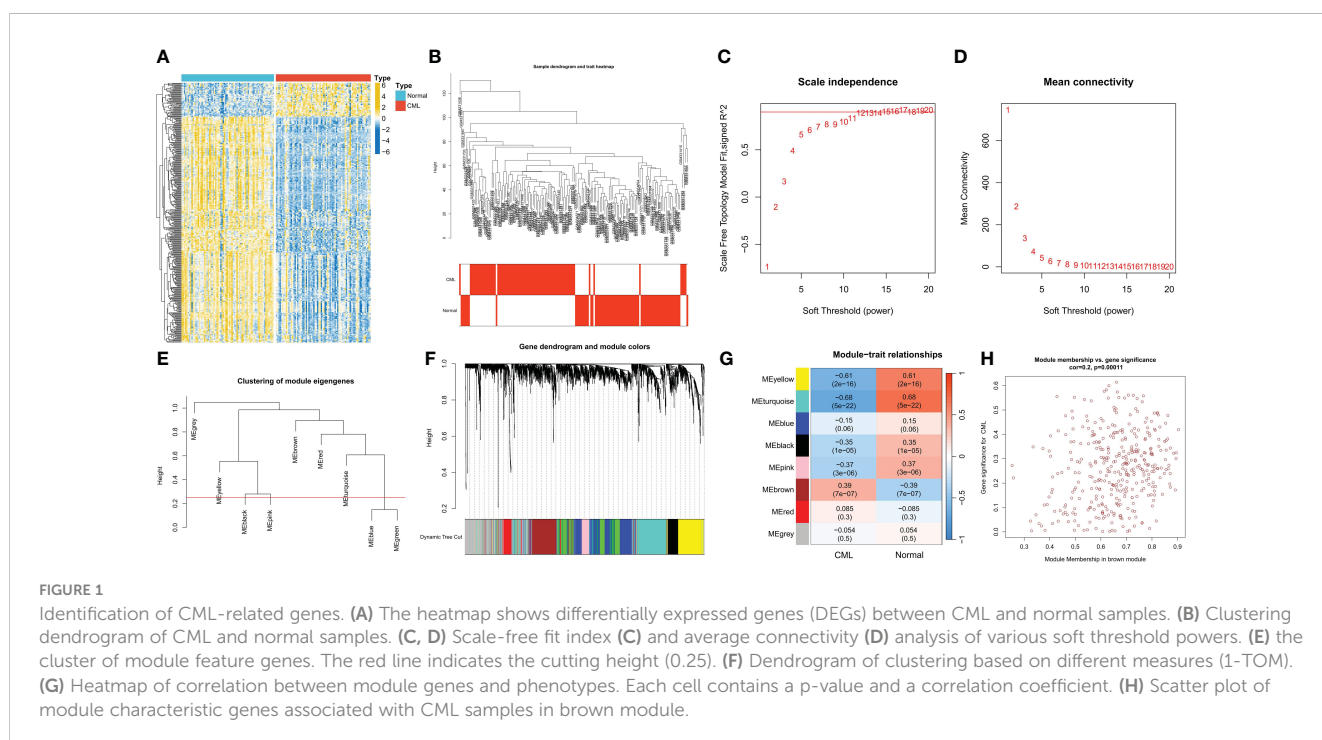 A
Type
6
4
2
0
−2
−4
−6
Type
Normal
CML
B
Sample dendrogram and trait heatmap
Height
120
100
80
60
40
20
0
CML
Normal
C
Scale independence
Scale Free Topology Model Fit,signed R^2
0.5
0.0
−0.5
1
2
3
4
5
6
7
8
9
10
11
12
13
14
15
16
17
18
19
20
5
10
15
20
Soft Threshold (power)
D
Mean connectivity
Mean Connectivity
600
400
200
0
1
2
3
4
5
6
7
8
9
10
11
12
13
14
15
16
17
18
19
20
5
10
15
20
Soft Threshold (power)
E
Clustering of module eigengenes
Height
1.0
0.8
0.6
0.4
0.2
0.0
MEgrey
MEyellow
MEblack
MEpink
MEbrown
MEred
MEturquoise
MEblue
MEgreen
F
Gene dendrogram and module colors
Height
1.0
0.9
0.8
0.7
0.6
0.5
0.4
0.3
0.2
Dynamic Tree Cut
G
Module−trait relationships
MEyellow
−0.61
(2e−16)
0.61
(2e−16)
MEturquoise
−0.68
(5e−22)
0.68
(5e−22)
MEblue
−0.15
(0.06)
0.15
(0.06)
MEblack
−0.35
(1e−05)
0.35
(1e−05)
MEpink
−0.37
(3e−06)
0.37
(3e−06)
MEbrown
0.39
(7e−07)
−0.39
(7e−07)
MEred
0.085
(0.3)
−0.085
(0.3)
MEgrey
−0.054
(0.5)
0.054
(0.5)
CML
Normal
1
0.5
0
−0.5
−1
H
Module membership vs. gene significance
cor=0.2, p=0.00011
Gene significance for CML
0.6
0.5
0.4
0.3
0.2
0.1
0.0
0.3
0.4
0.5
0.6
0.7
0.8
0.9
Module Membership in brown module
FIGURE 1
Identification of CML-related genes. (A) The heatmap shows differentially expressed genes (DEGs) between CML and normal samples. (B) Clustering
dendrogram of CML and normal samples. (C, D) Scale-free fit index (C) and average connectivity (D) analysis of various soft threshold powers. (E) the
cluster of module feature genes. The red line indicates the cutting height (0.25). (F) Dendrogram of clustering based on different measures (1-TOM).
(G) Heatmap of correlation between module genes and phenotypes. Each cell contains a p-value and a correlation coefficient. (H) Scatter plot of
module characteristic genes associated with CML samples in brown module.